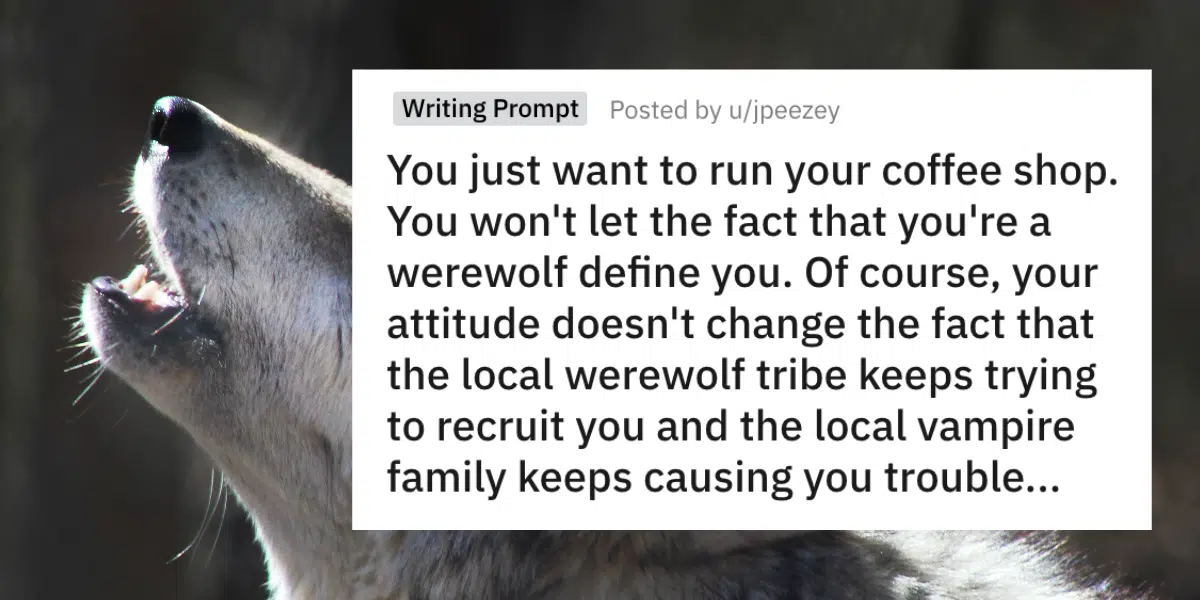 Writing Prompt Posted by u/jpeezey
You just want to run your coffee shop.
You won't let the fact that you're a
werewolf define you. Of course, your
attitude doesn't change the fact that
the local werewolf tribe keeps trying
to recruit you and the local vampire
family keeps causing you trouble...